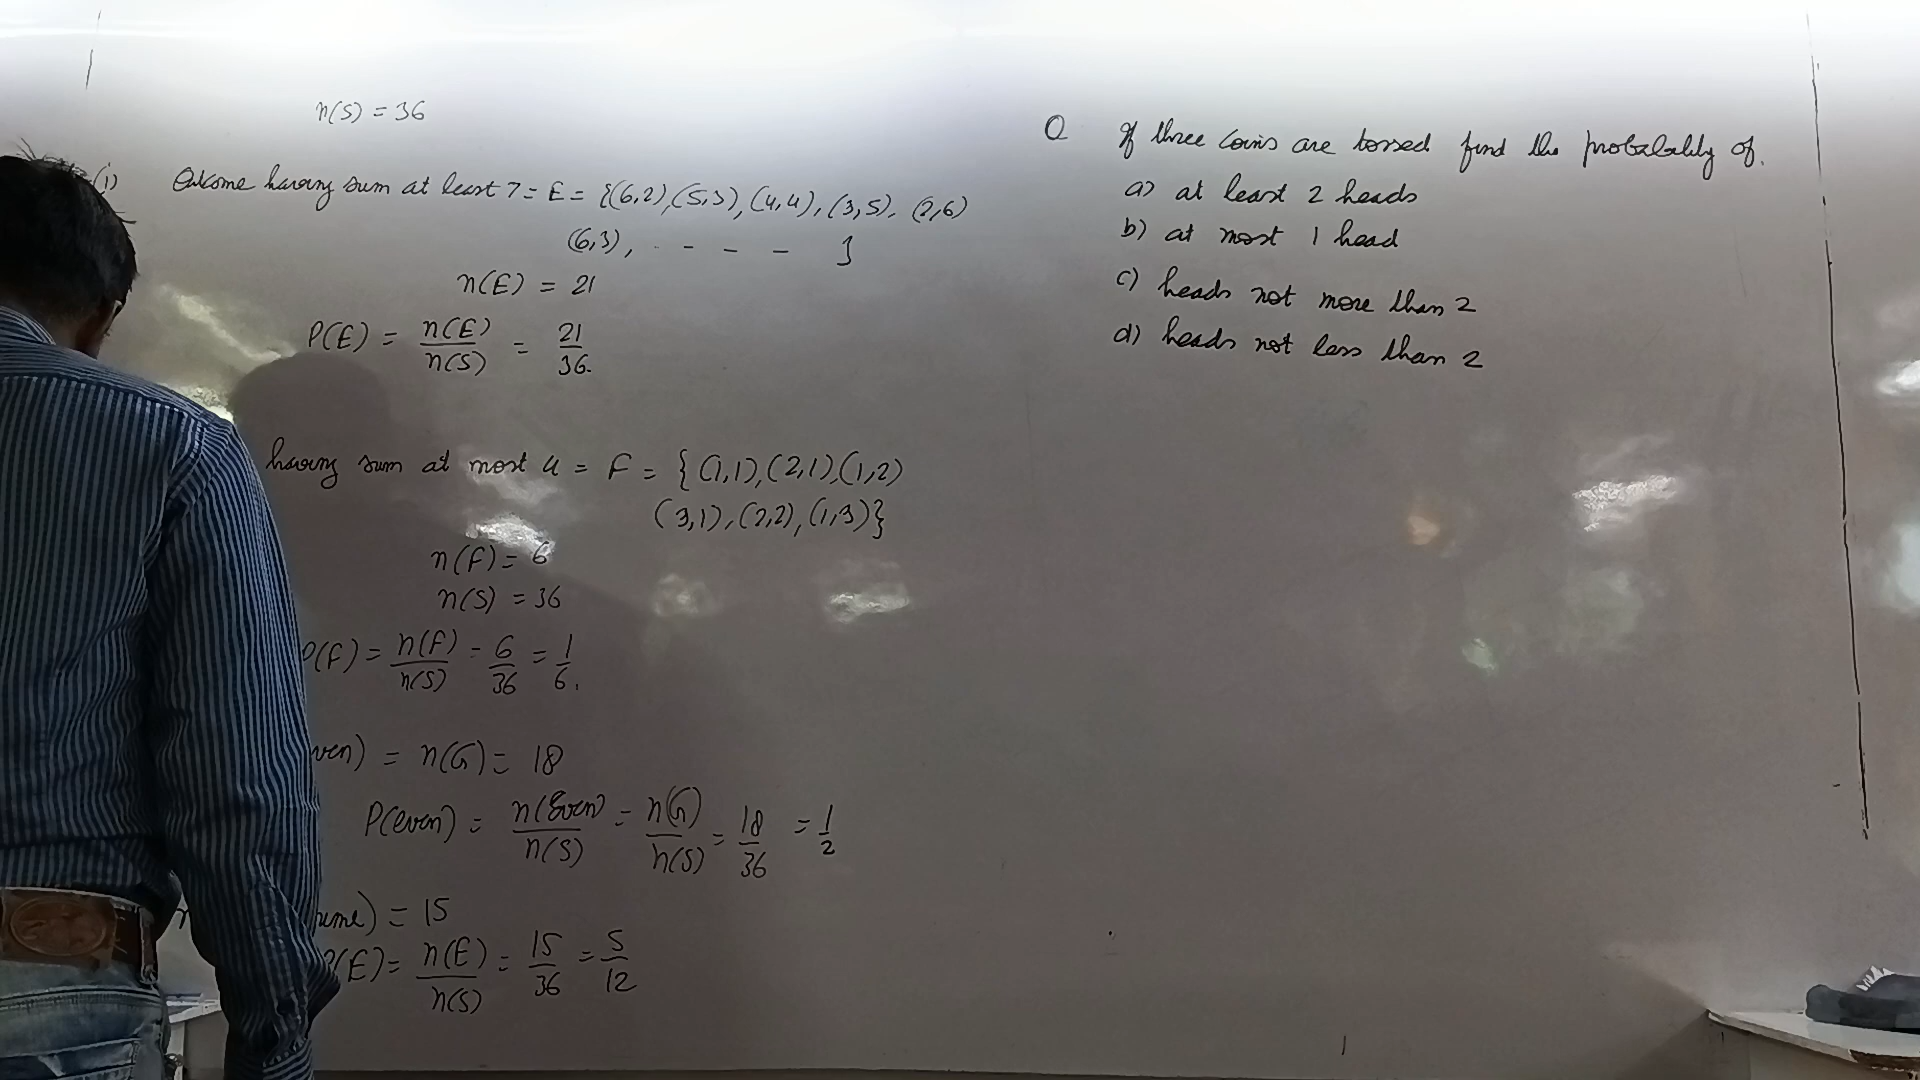 n(S) = 36
(i) Outcome having sum at least 7 = E = {(6,2),(5,3),(4,4),(3,5), (2,6)
(6,3), - - - - }
n(E) = 21
P(E) = n(E)/n(S) = 21/36.
having sum at most 4 = F = {(1,1),(2,1),(1,2)
(3,1),(2,2),(1,3)}
n(F) = 6
n(S) = 36
P(F) = n(F)/n(S) = 6/36 = 1/6.
ven) = n(G) = 18
P(even) = n(Even)/n(S) = n(G)/n(S) = 18/36 = 1/2
rime) = 15
P(E) = n(E)/n(S) = 15/36 = 5/12
Q If three coins are tossed find the probability of.
a) at least 2 heads
b) at most 1 head
c) heads not more than 2
d) heads not less than 2